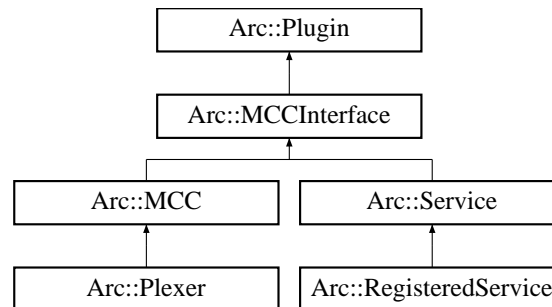 Arc::Plugin
Arc::MCCInterface
Arc::MCC
Arc::Service
Arc::Plexer
Arc::RegisteredService